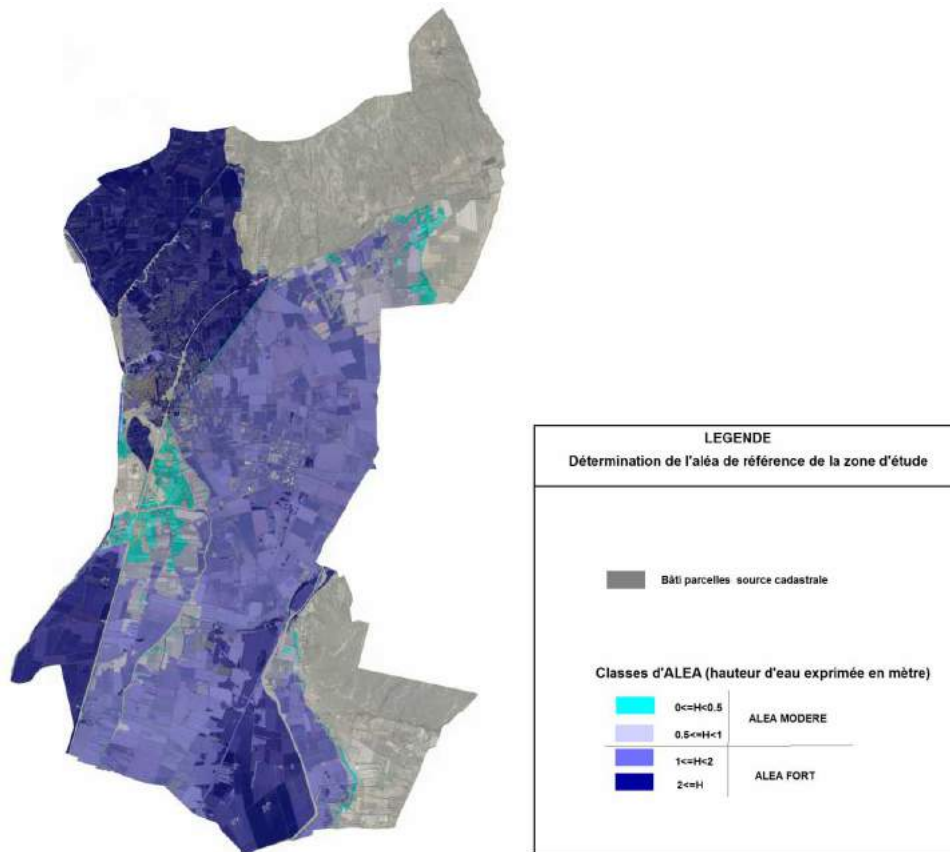 LEGENDE
Détermination de l'aléa de référence de la zone d'étude
Bâti parcelles source cadastrale
Classes d'ALEA (hauteur d'eau exprimée en mètre)
0<=H<0.5
ALEA MODERE
0.5<=H<1
1<=H<2
ALEA FORT
2<=H